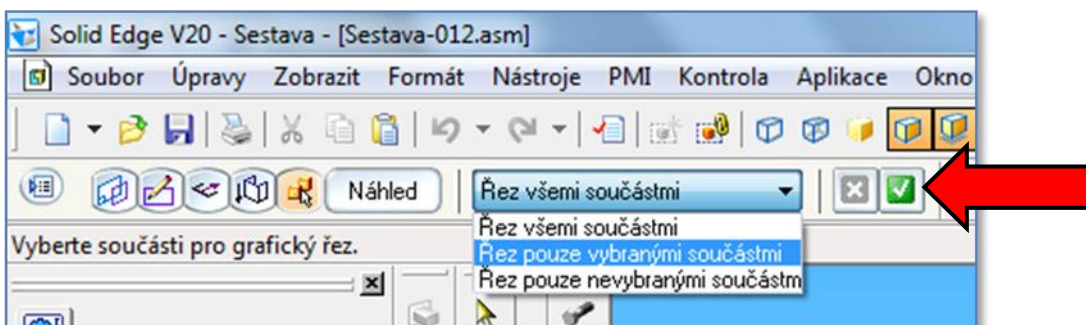 Solid Edge V20 - Sestava - [Sestava-012.asm]
Soubor Úpravy Zobrazit Formát Nástroje PMI Kontrola Aplikace Okno
Náhled Řez všemi součástmi
Řez všemi součástmi
Vyberte součásti pro grafický řez.
Řez pouze vybranými součástmi
Řez pouze nevybranými součástm